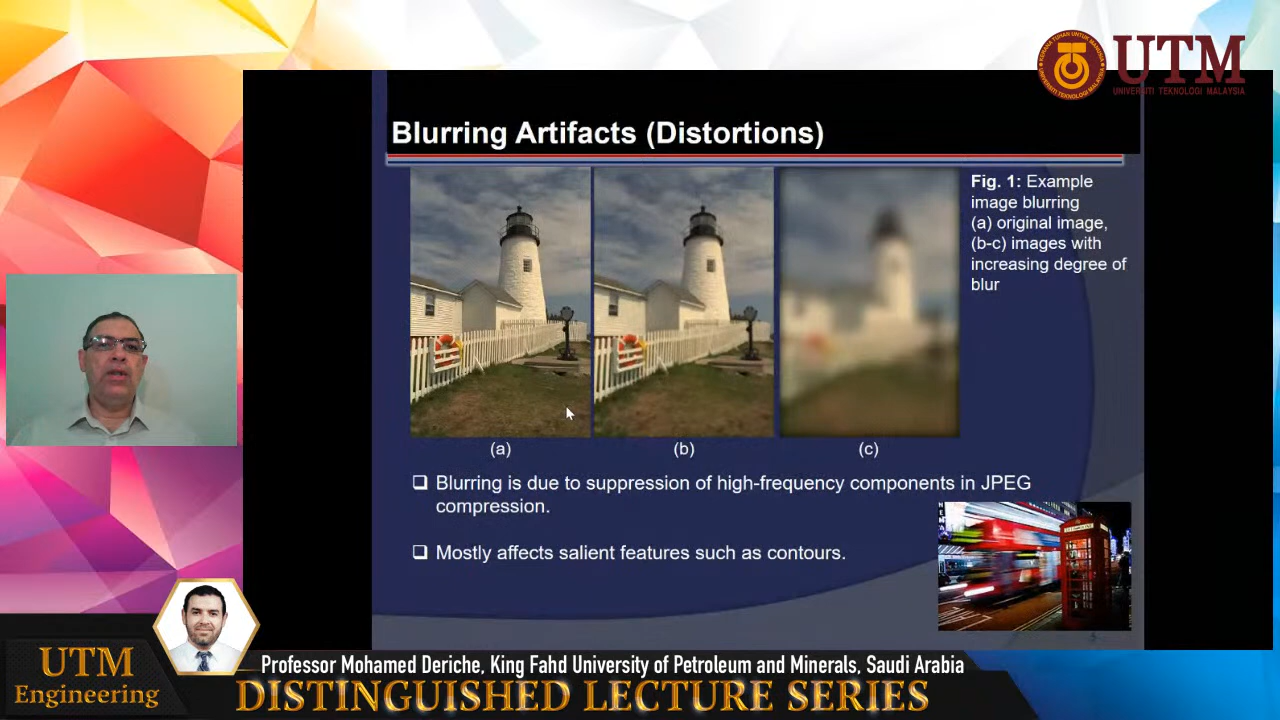 UTM
UNIVERSITI TEKNOLOGI MALAYSIA
Blurring Artifacts (Distortions)
Fig. 1: Example
image blurring
(a) original image,
(b-c) images with
increasing degree of
blur
(a)
(b)
(c)
❑ Blurring is due to suppression of high-frequency components in JPEG
compression.
❑ Mostly affects salient features such as contours.
Professor Mohamed Deriche, King Fahd University of Petroleum and Minerals, Saudi Arabia
UTM
Engineering
DISTINGUISHED LECTURE SERIES